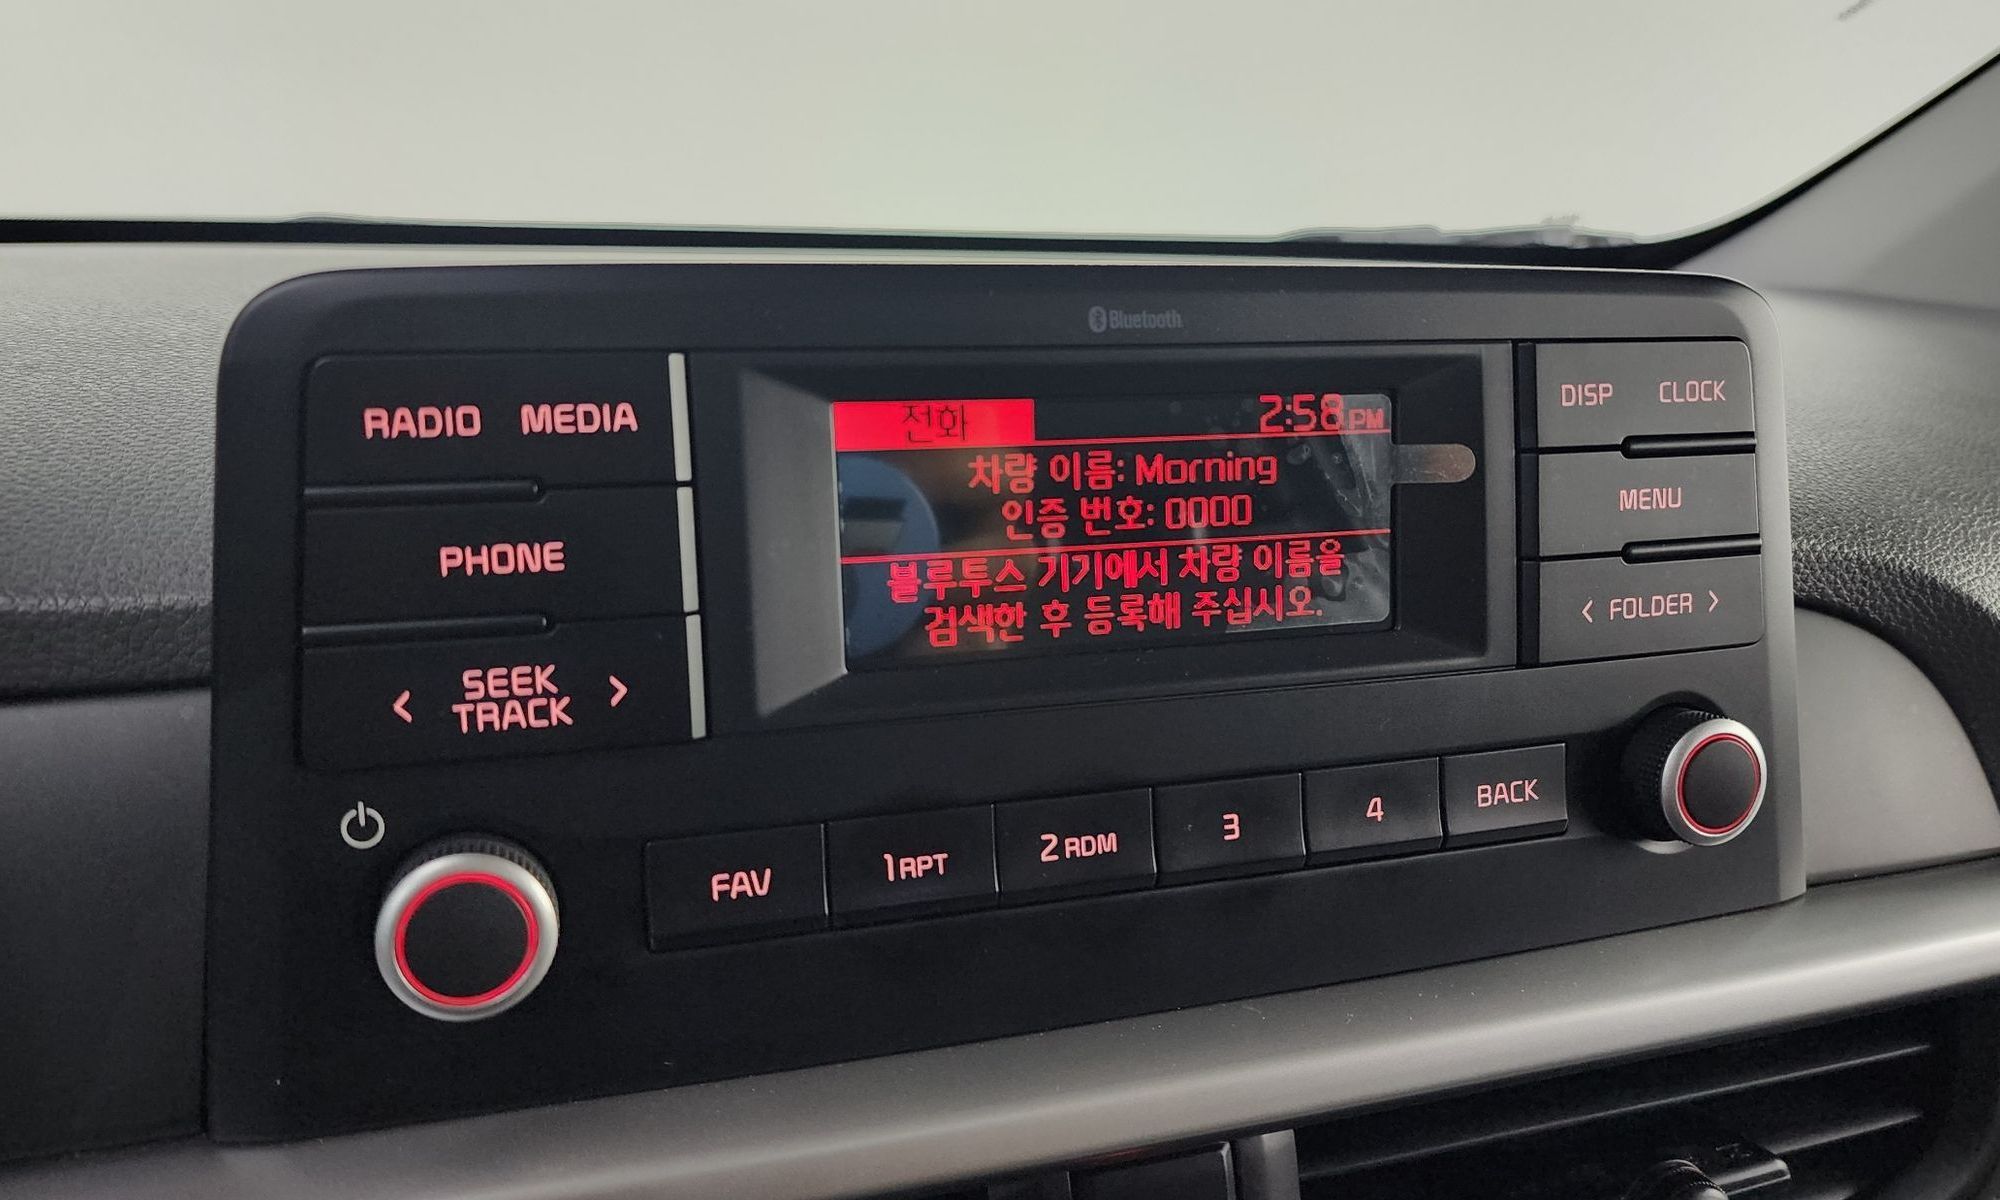 Bluetooth
RADIO MEDIA
PHONE
< SEEK TRACK >
전화 2:58 PM
차량 이름: Morning
인증 번호: 0000
블루투스 기기에서 차량 이름을
검색한 후 등록해 주십시오.
DISP CLOCK
MENU
< FOLDER >
FAV 1 RPT 2 RDM 3 4 BACK